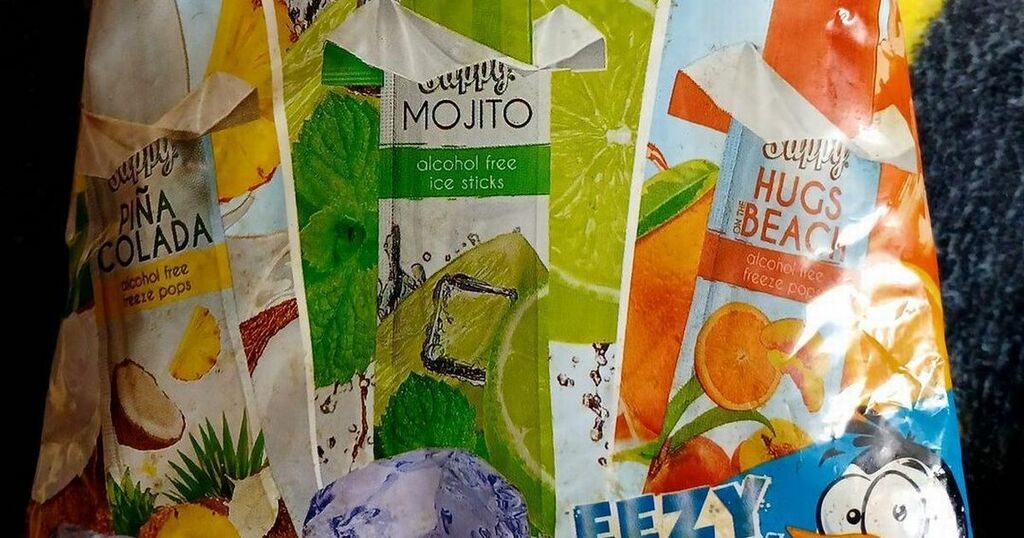 Suppy.
PIÑA
COLADA
alcohol free
freeze pops
Suppy.
MOJITO
alcohol free
ice sticks
Suppy.
HUGS
ON THE
BEACH
alcohol free
freeze pops
EEZY